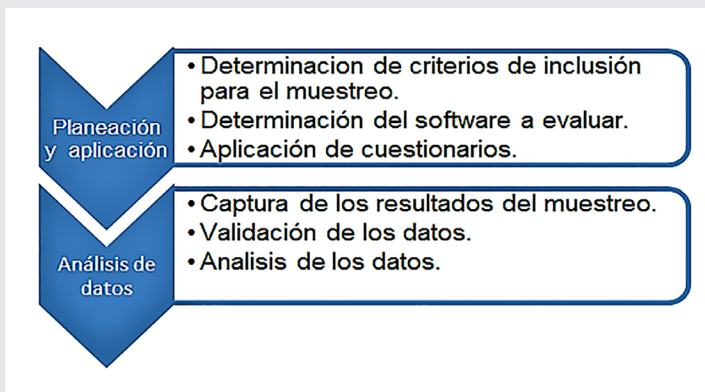 Planeación
y aplicación
• Determinacion de criterios de inclusión
para el muestreo.
• Determinación del software a evaluar.
• Aplicación de cuestionarios.
Análisis de
datos
• Captura de los resultados del muestreo.
• Validación de los datos.
• Analisis de los datos.